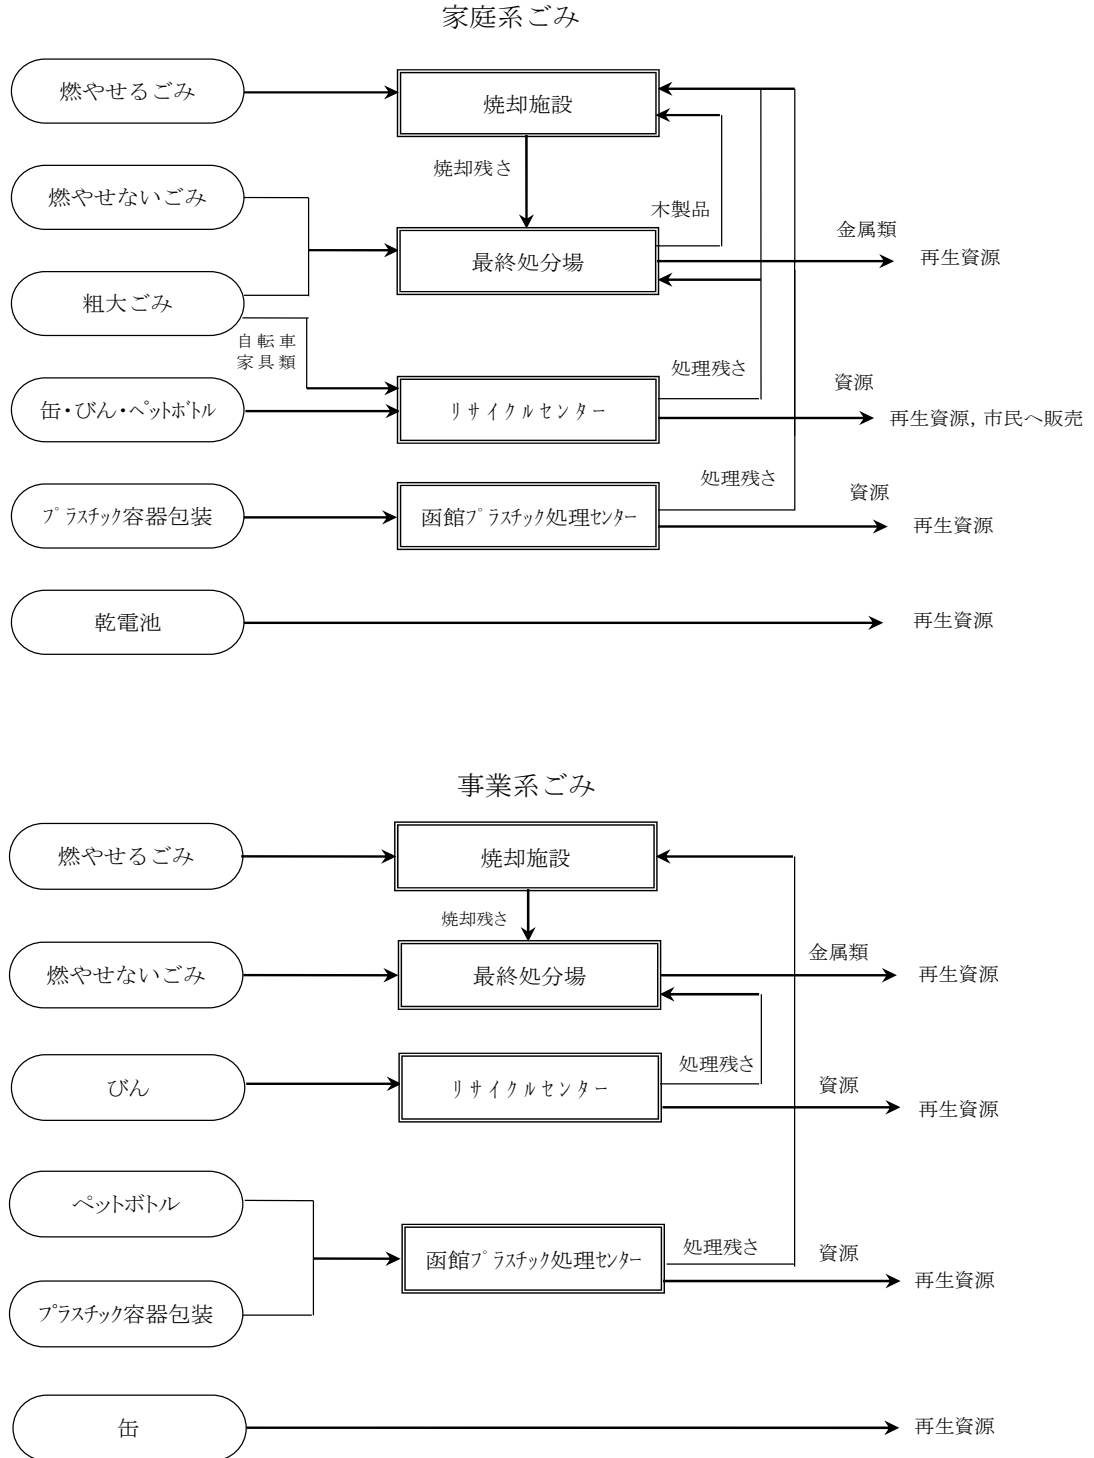 家庭系ごみ
燃やせるごみ
焼却施設
焼却残さ
燃やせないごみ
木製品
金属類
最終処分場
再生資源
粗大ごみ
自転車
家具類
処理残さ
資源
缶・びん・ペットボトル
リサイクルセンター
再生資源，市民へ販売
処理残さ
資源
プラスチック容器包装
函館プラスチック処理センター
再生資源
乾電池
再生資源
事業系ごみ
燃やせるごみ
焼却施設
焼却残さ
金属類
燃やせないごみ
最終処分場
再生資源
処理残さ
資源
びん
リサイクルセンター
再生資源
ペットボトル
処理残さ
資源
函館プラスチック処理センター
再生資源
プラスチック容器包装
缶
再生資源